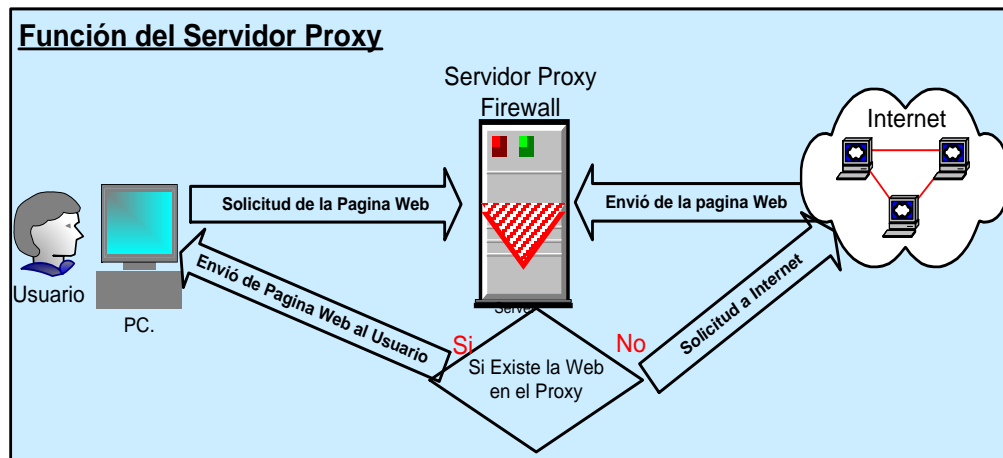 Función del Servidor Proxy
Servidor Proxy
Firewall
Internet
Solicitud de la Pagina Web
Envió de la pagina Web
Usuario
PC.
Envió de Pagina Web al Usuario
Server
Solicitud a Internet
Si
No
Si Existe la Web
en el Proxy